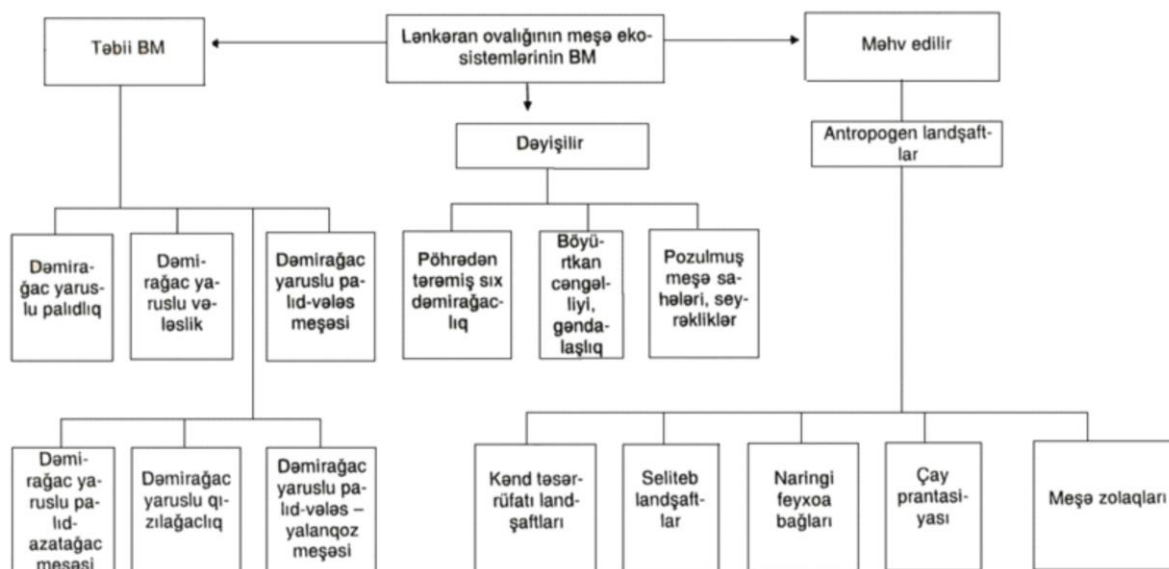 Təbii BM
Lənkəran ovalığının meşə eko-
sistemlərinin BM
Məhv edilir
Dəyişilir
Antropogen landşaft-
lar
Dəmira-
ğac yarus-
lu palıdlıq
Dəmi-
rağac ya-
ruslu və-
ləslik
Dəmirağac
yaruslu pa-
lıd-vələs
meşəsi
Pöhrədən
törəmiş sıx
dəmirağac-
lıq
Böyü-
rtkan
cəngəl-
liyi,
gənda-
laşlıq
Pozulmuş
meşə sa-
hələri, sey-
rəkliklər
Dəmi-
rağac ya-
ruslu pa-
lıd-
azatağac
meşəsi
Dəmirağac
yaruslu qı-
zılağaclıq
Dəmirağac
yaruslu pa-
lıd-vələs –
yalanqoz
meşəsi
Kənd təsər-
rüfatı land-
şaftları
Seliteb
landşaft-
lar
Naringi
feyxoa
bağları
Çay
prantasi-
yası
Meşə zolaqları